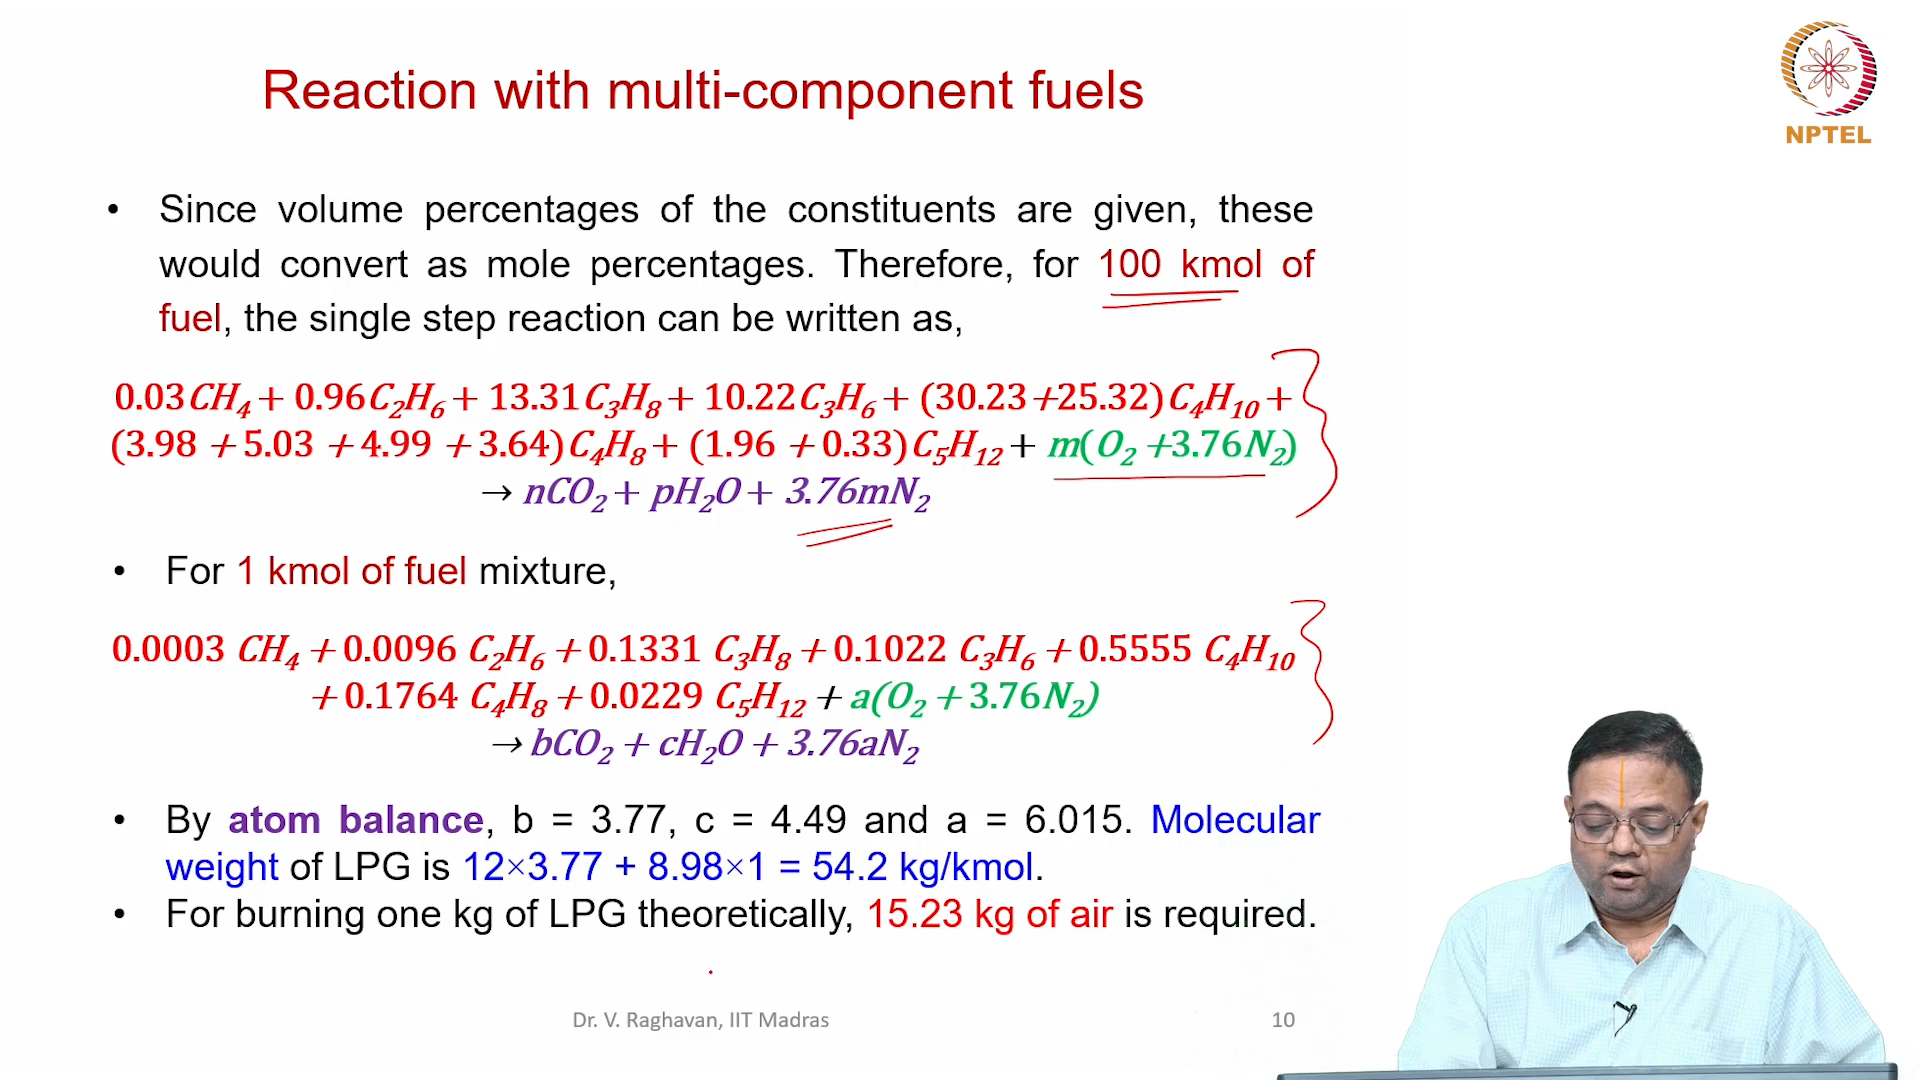 Reaction with multi-component fuels
NPTEL
• Since volume percentages of the constituents are given, these
would convert as mole percentages. Therefore, for 100 kmol of
fuel, the single step reaction can be written as,
0.03CH₄ + 0.96C₂H₆ + 13.31C₃H₈ + 10.22C₃H₆ + (30.23 + 25.32)C₄H₁₀ +
(3.98 + 5.03 + 4.99 + 3.64)C₄H₈ + (1.96 + 0.33)C₅H₁₂ + m(O₂ + 3.76N₂)
→ nCO₂ + pH₂O + 3.76mN₂
• For 1 kmol of fuel mixture,
0.0003 CH₄ + 0.0096 C₂H₆ + 0.1331 C₃H₈ + 0.1022 C₃H₆ + 0.5555 C₄H₁₀
+ 0.1764 C₄H₈ + 0.0229 C₅H₁₂ + a(O₂ + 3.76N₂)
→ bCO₂ + cH₂O + 3.76aN₂
• By atom balance, b = 3.77, c = 4.49 and a = 6.015. Molecular
weight of LPG is 12×3.77 + 8.98×1 = 54.2 kg/kmol.
• For burning one kg of LPG theoretically, 15.23 kg of air is required.
Dr. V. Raghavan, IIT Madras
10